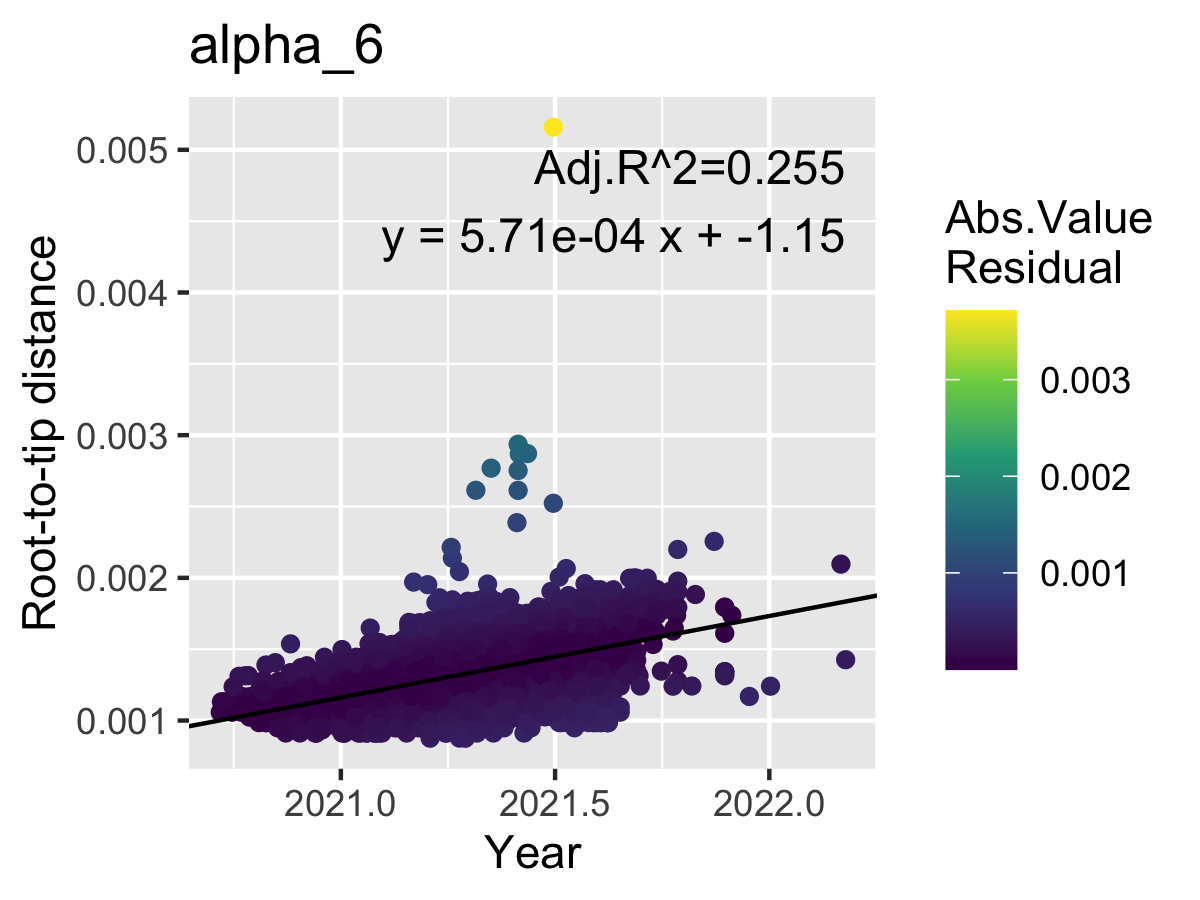 alpha_6
Adj.R^2=0.255
y = 5.71e-04 x + -1.15
0.005
0.004
0.003
0.002
0.001
Root-to-tip distance
2021.0
2021.5
2022.0
Year
Abs.Value
Residual
0.003
0.002
0.001